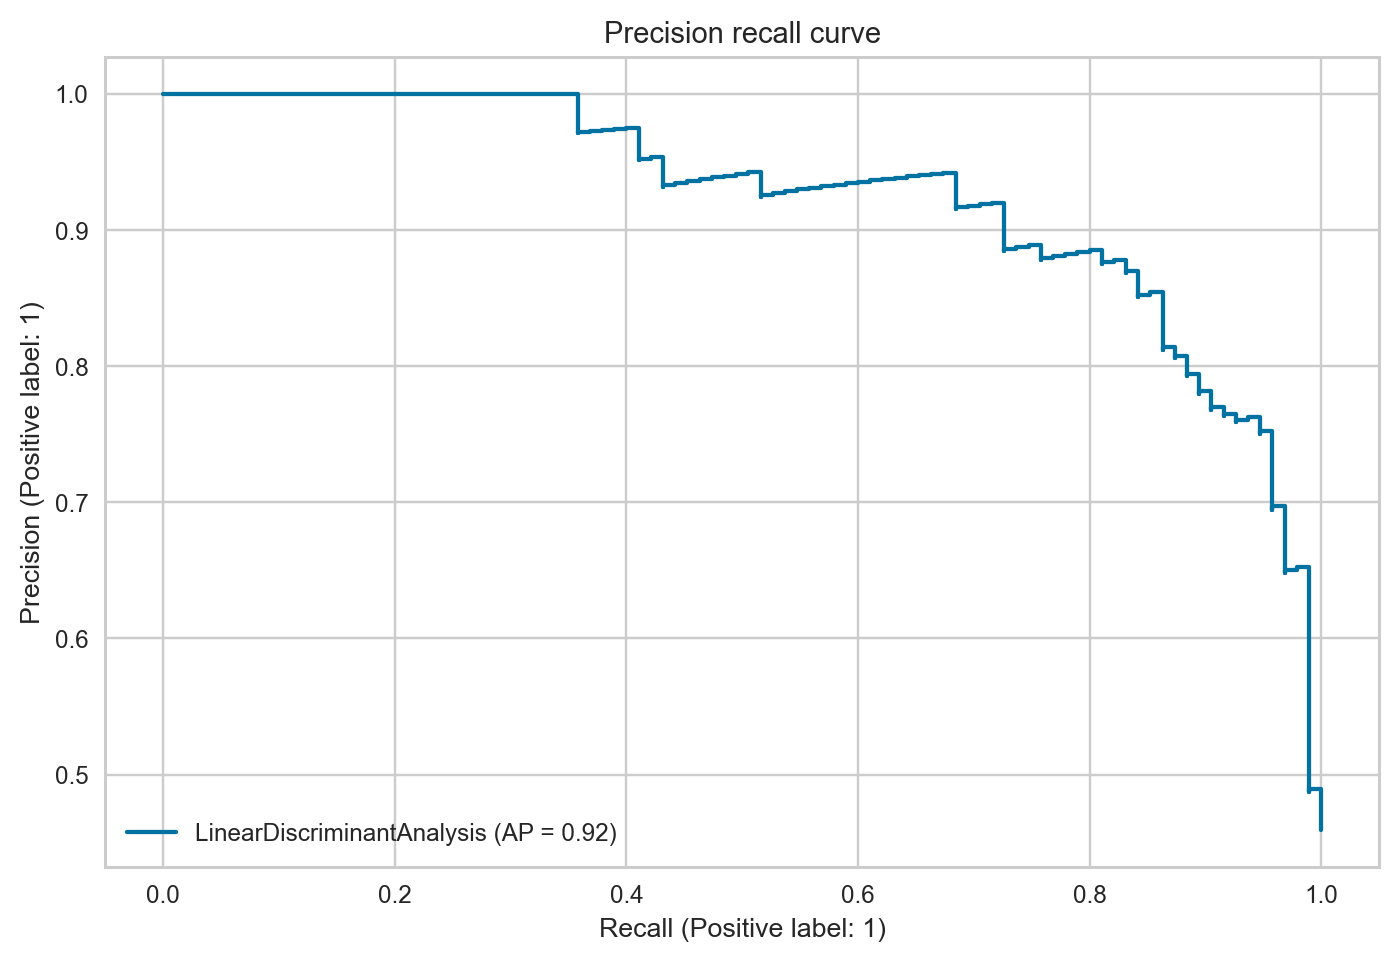 Precision recall curve
1.0
0.9
0.8
0.7
0.6
0.5
Precision (Positive label: 1)
LinearDiscriminantAnalysis (AP = 0.92)
0.0 0.2 0.4 0.6 0.8 1.0
Recall (Positive label: 1)